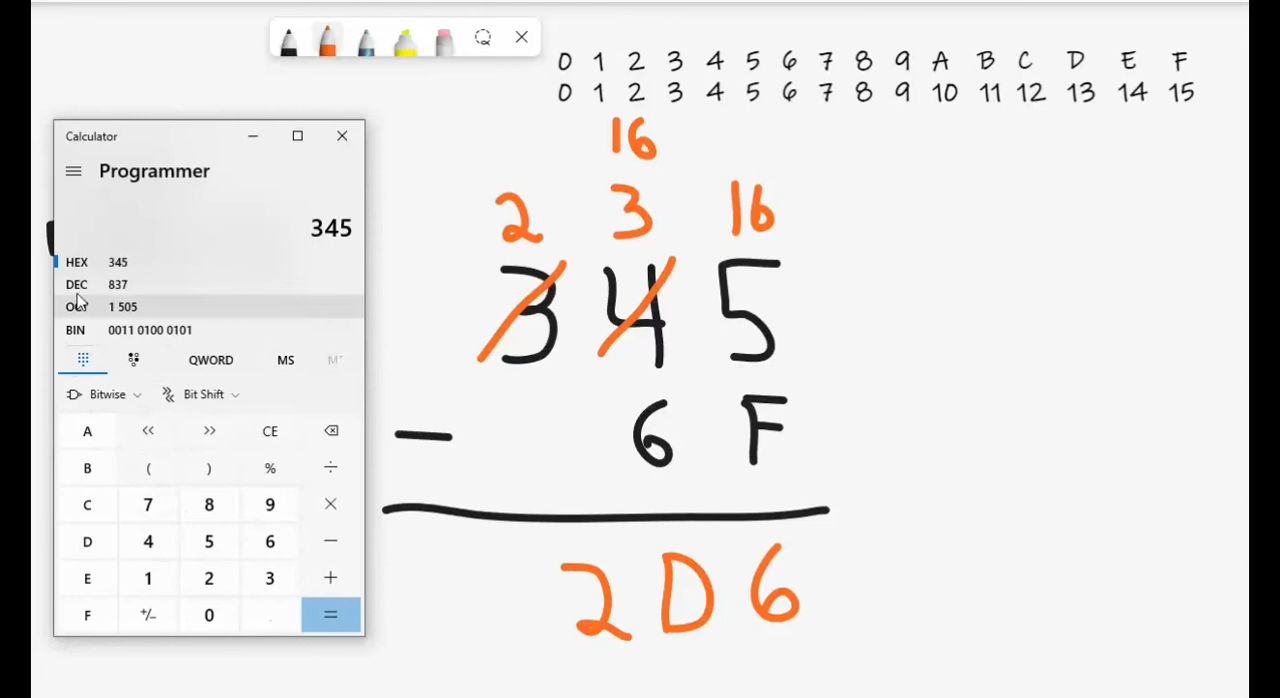 0 1 2 3 4 5 6 7 8 9 A B C D E F
0 1 2 3 4 5 6 7 8 9 10 11 12 13 14 15
Calculator
Programmer
345
HEX 345
DEC 837
1 505
BIN 0011 0100 0101
QWORD MS M˅
Bitwise Bit Shift
A << >> CE
B ( ) % ÷
C 7 8 9 ×
D 4 5 6 −
E 1 2 3 +
F +/− 0 . =
16
2 3 16
3 4 5
− 6 F
2 D 6